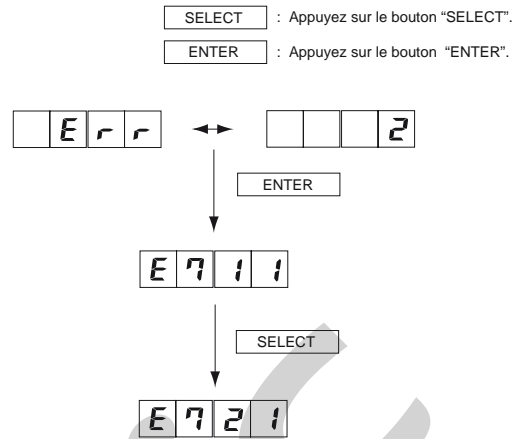 SELECT : Appuyez sur le bouton “SELECT”.
ENTER : Appuyez sur le bouton “ENTER”.
Err 2
ENTER
E711
SELECT
E721